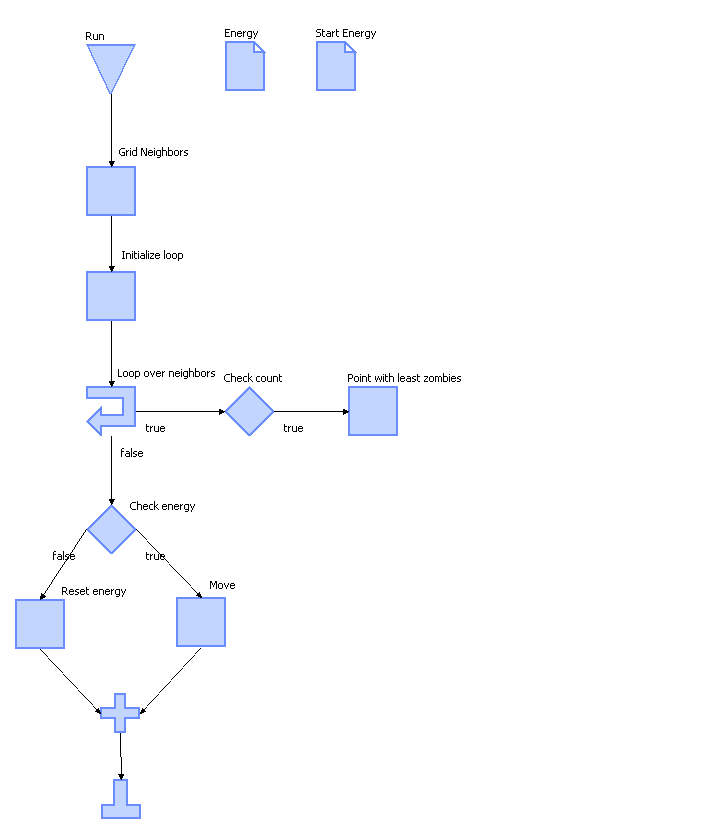 Run
Energy
Start Energy
Grid Neighbors
Initialize loop
Loop over neighbors
Check count
Point with least zombies
true
true
false
Check energy
false
true
Reset energy
Move